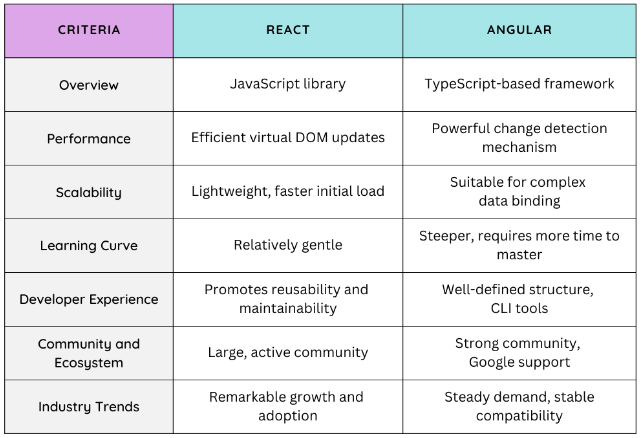 CRITERIA REACT ANGULAR
Overview JavaScript library TypeScript-based framework
Performance Efficient virtual DOM updates Powerful change detection
mechanism
Scalability Lightweight, faster initial load Suitable for complex
data binding
Learning Curve Relatively gentle Steeper, requires more time to
master
Developer Experience Promotes reusability and
maintainability Well-defined structure,
CLI tools
Community and
Ecosystem Large, active community Strong community,
Google support
Industry Trends Remarkable growth and
adoption Steady demand, stable
compatibility